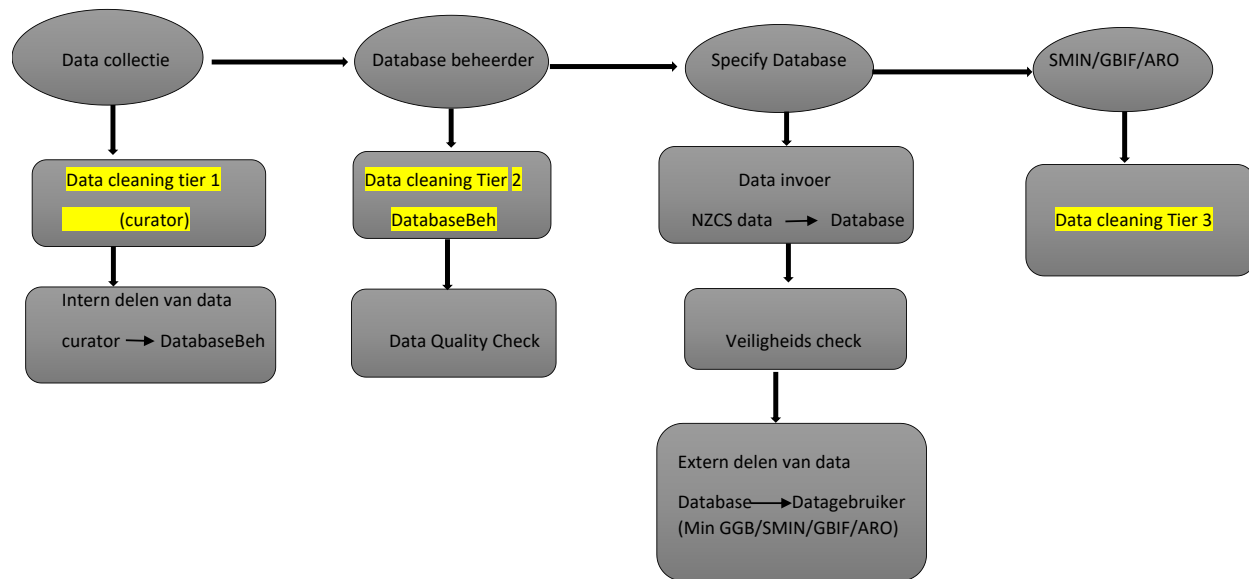 Data collectie
Database beheerder
Specify Database
SMIN/GBIF/ARO
Data cleaning tier 1
(curator)
Data cleaning Tier 2
DatabaseBeh
Data invoer
NZCS data Database
Data cleaning Tier 3
Intern delen van data
curator DatabaseBeh
Data Quality Check
Veiligheids check
Extern delen van data
Database Datagebruiker
(Min GGB/SMIN/GBIF/ARO)